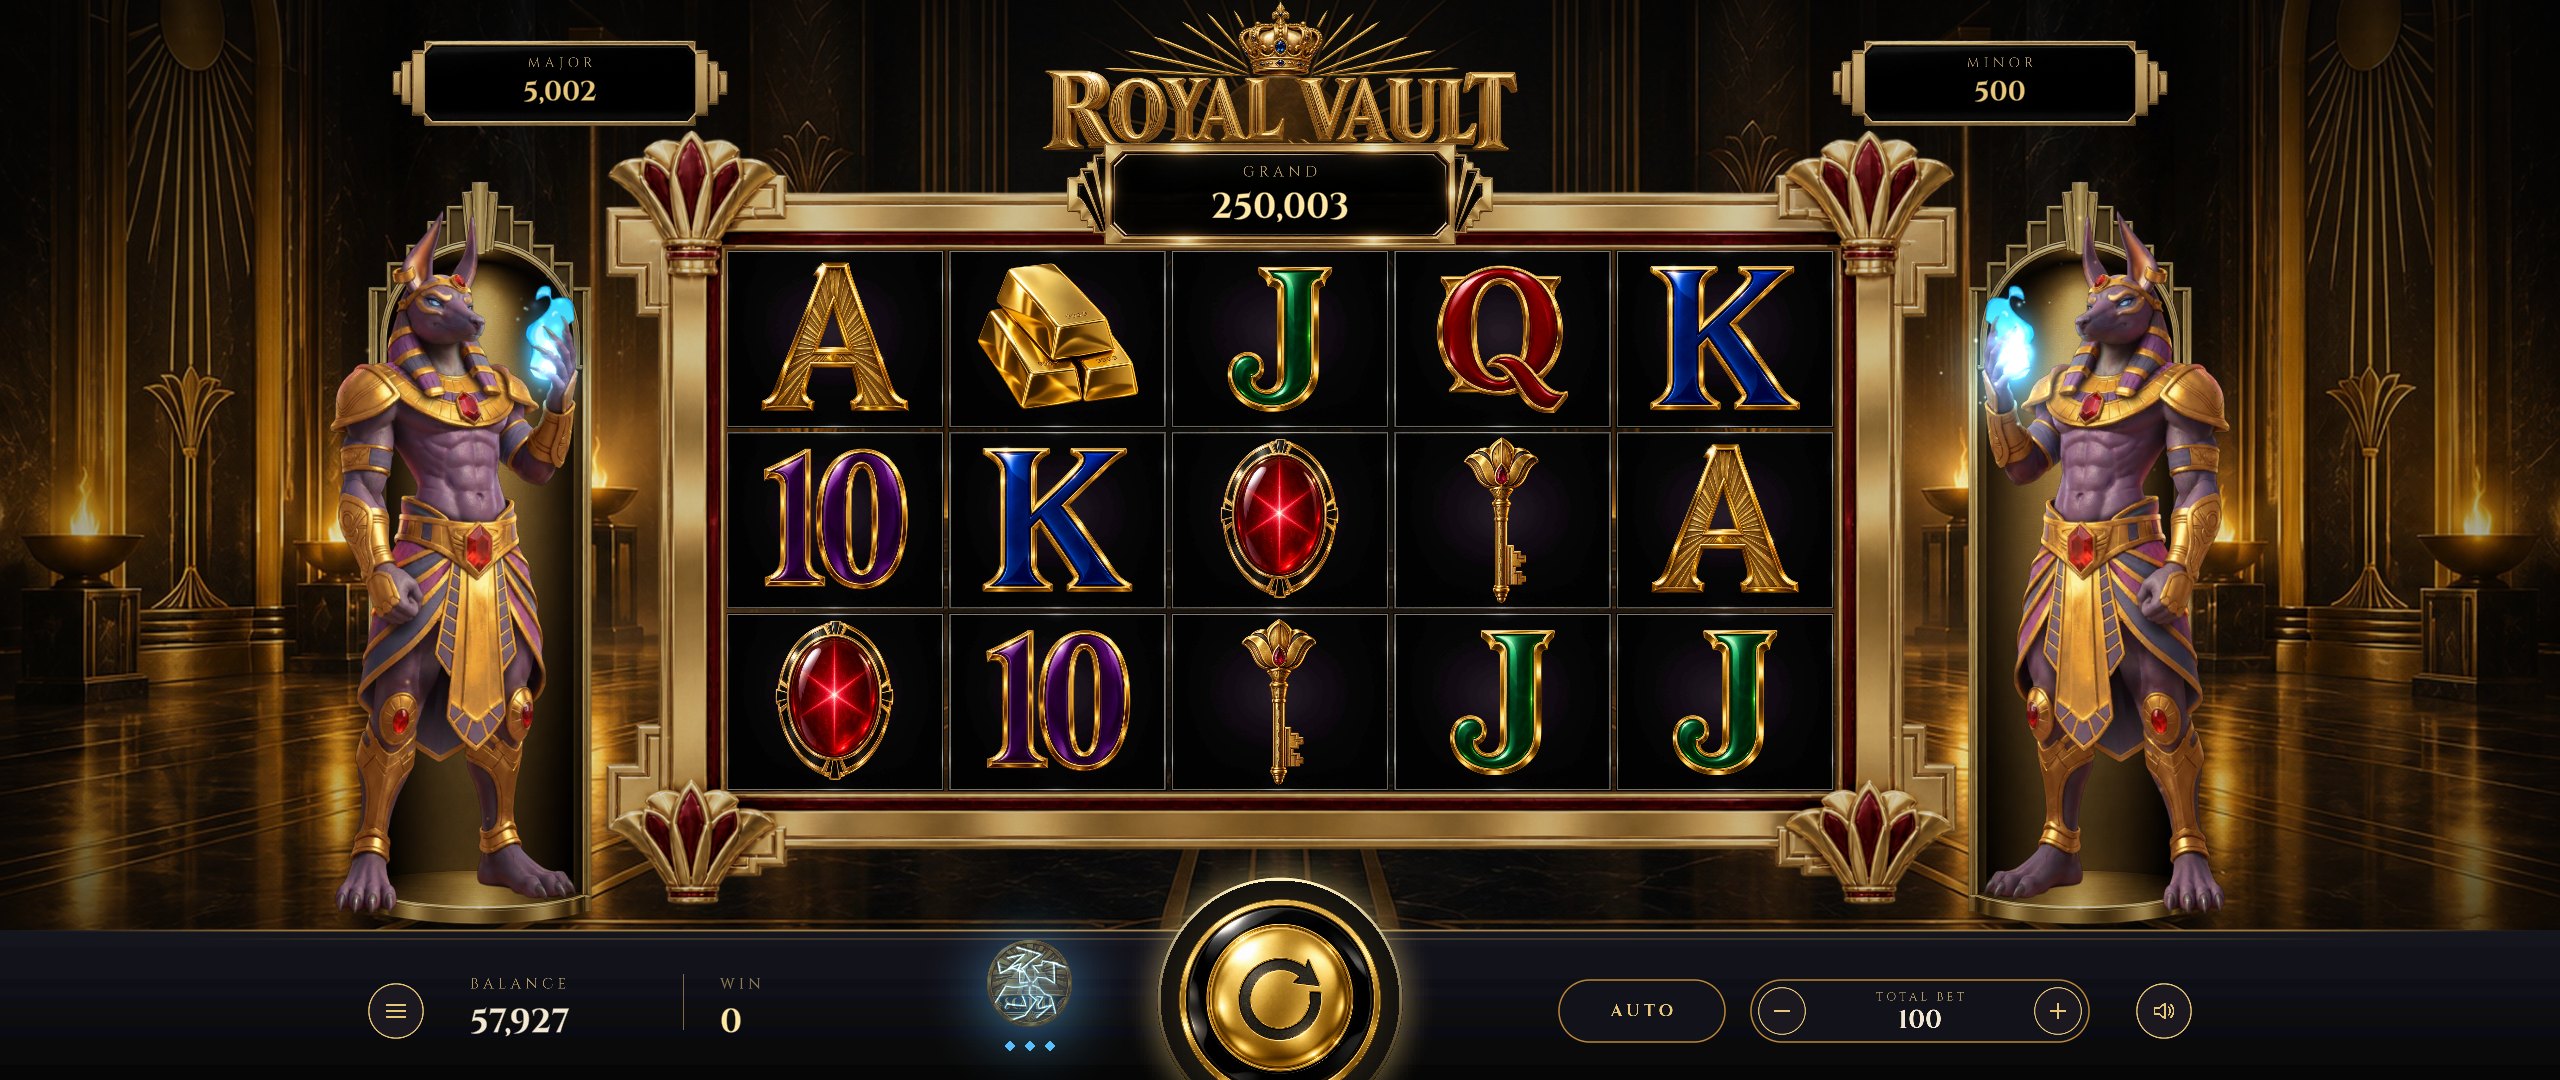 MAJOR
5,002
ROYAL VAULT
MINOR
500
GRAND
250,003
A
J
Q
K
10
K
A
10
J
J
BALANCE
57,927
WIN
0
AUTO
TOTAL BET
100